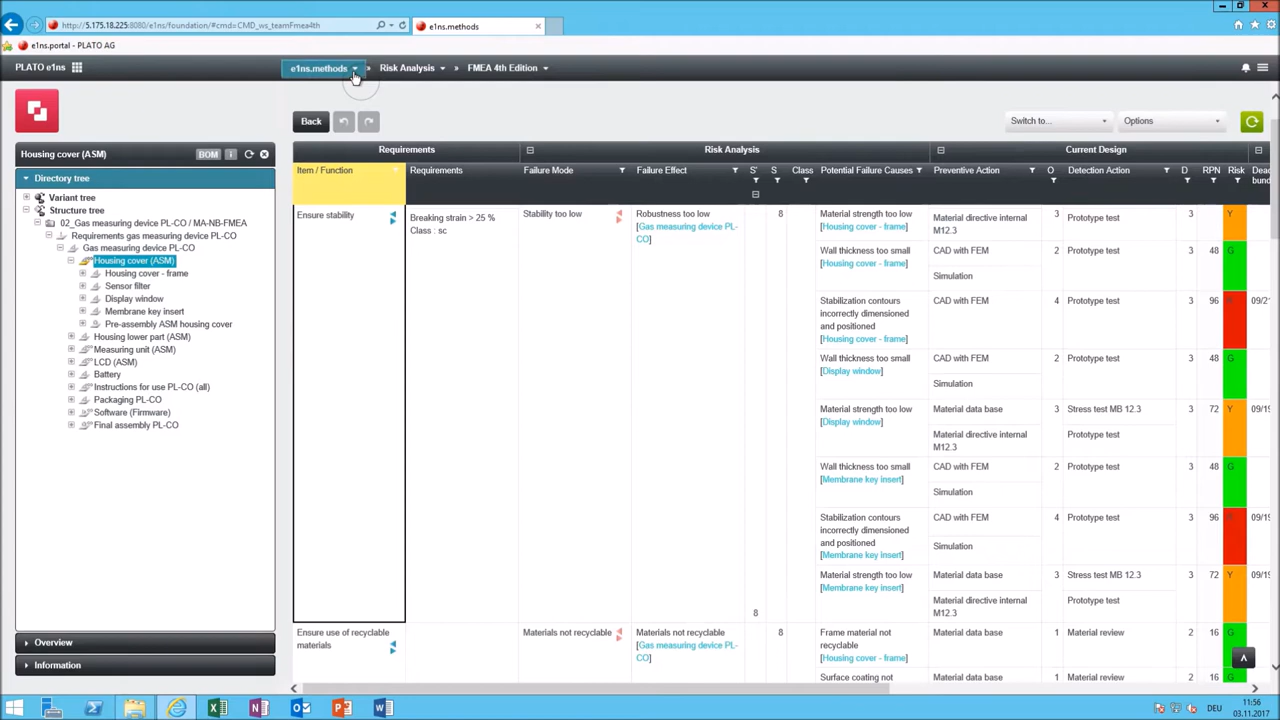 http://5.175.18.225:8080/e1ns/foundation/#cmd=CMD_ws_teamFmea4th
e1ns.methods
e1ns.portal - PLATO AG
PLATO e1ns
e1ns.methods » Risk Analysis » FMEA 4th Edition
Back
Switch to...
Options
Housing cover (ASM)
BOM
i
Directory tree
Variant tree
Structure tree
02_Gas measuring device PL-CO / MA-NB-FMEA
Requirements gas measuring device PL-CO
Gas measuring device PL-CO
Housing cover (ASM)
Housing cover - frame
Sensor filter
Display window
Membrane key insert
Pre-assembly ASM housing cover
Housing lower part (ASM)
Measuring unit (ASM)
LCD (ASM)
Battery
Instructions for use PL-CO (all)
Packaging PL-CO
Software (Firmware)
Final assembly PL-CO
Overview
Information
Requirements Risk Analysis Current Design
Item / Function Requirements Failure Mode Failure Effect S S Class Potential Failure Causes Preventive Action O Detection Action D RPN Risk Dead
Ensure stability
Breaking strain > 25 %
Class : sc
Stability too low
Robustness too low
[Gas measuring device PL-
CO]
8
Material strength too low
[Housing cover - frame]
Material directive internal
M12.3
3 Prototype test 3 Y
Wall thickness too small
[Housing cover - frame]
CAD with FEM
Simulation
2 Prototype test 3 48 G
Stabilization contours
incorrectly dimensioned
and positioned
[Housing cover - frame]
CAD with FEM
4 Prototype test 3 96 09/2
Wall thickness too small
[Display window]
CAD with FEM
Simulation
2 Prototype test 3 48 G
Material strength too low
[Display window]
Material data base
Material directive internal
M12.3
3 Stress test MB 12.3
Prototype test
3 72 Y 09/19
Wall thickness too small
[Membrane key insert]
CAD with FEM
Simulation
2 Prototype test 3 48 G
Stabilization contours
incorrectly dimensioned
and positioned
[Membrane key insert]
CAD with FEM
Simulation
4 Prototype test 3 96 09/19
Material strength too low
[Membrane key insert]
Material data base
Material directive internal
M12.3
3 Stress test MB 12.3
Prototype test
3 72 Y 09/19
8
Ensure use of recyclable
materials
Materials not recyclable
Materials not recyclable
[Gas measuring device PL-
CO]
8
Frame material not
recyclable
[Housing cover - frame]
Material data base 1 Material review 2 16 G
Surface coating not
Material data base 1 Material review 2 16 G
DEU
11:56
03.11.2017